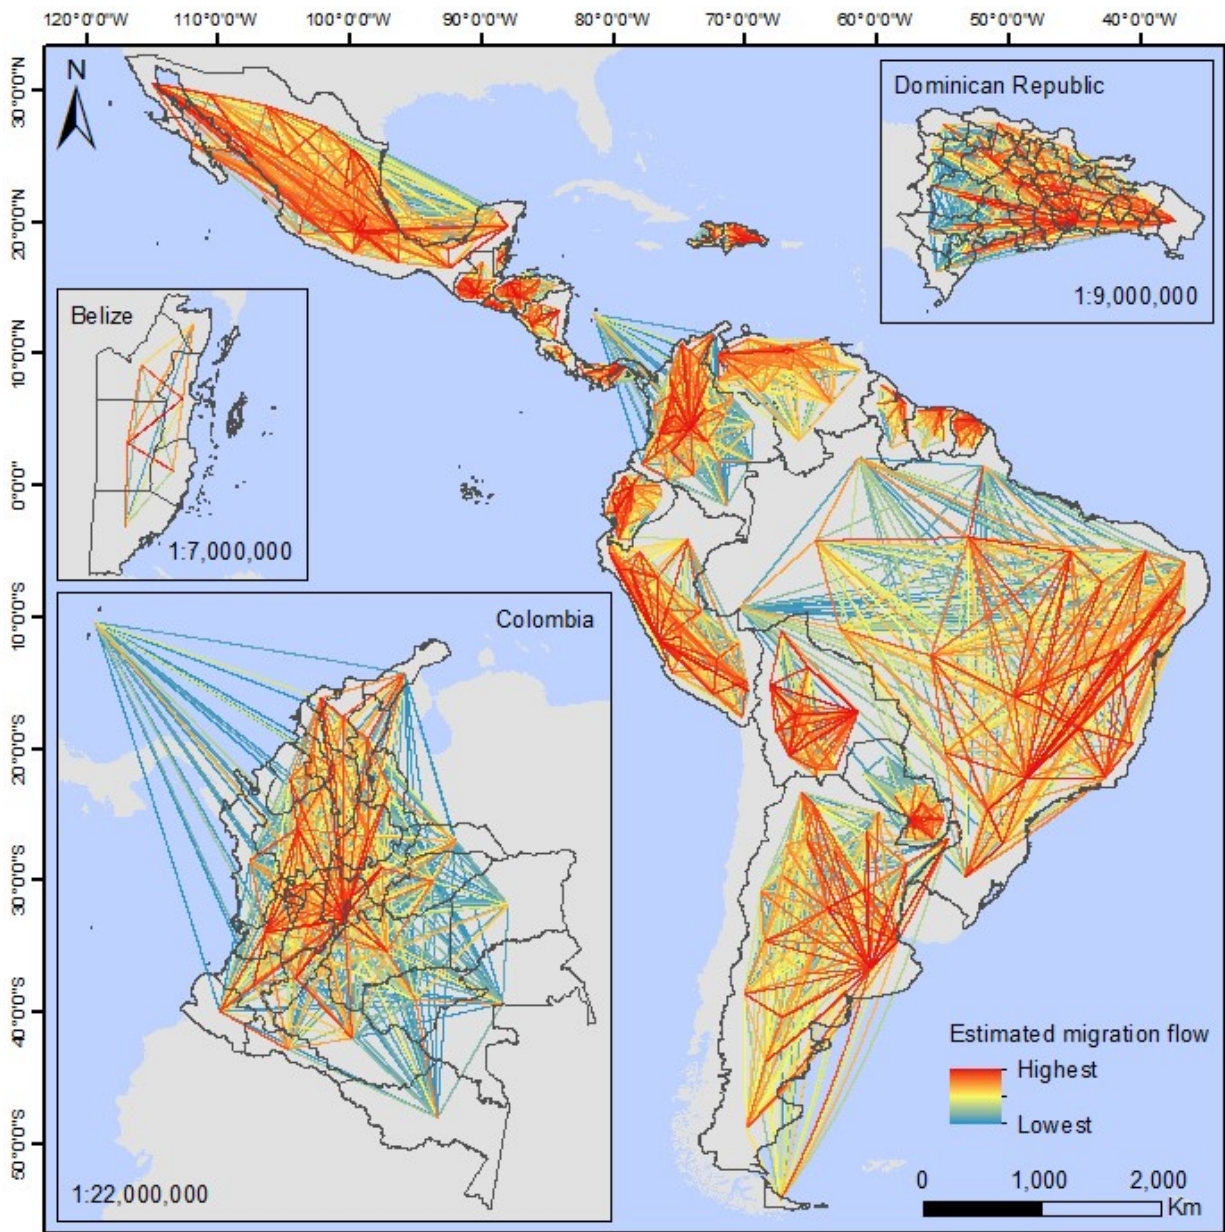 120°0'0"W 110°0'0"W 100°0'0"W 90°0'0"W 80°0'0"W 70°0'0"W 60°0'0"W 50°0'0"W 40°0'0"W
30°0'0"N
20°0'0"N
10°0'0"N
0°0'0"
10°0'0"S
20°0'0"S
30°0'0"S
40°0'0"S
50°0'0"S
N
Dominican Republic
1:9,000,000
Belize
1:7,000,000
Colombia
1:22,000,000
Estimated migration flow
Highest
Lowest
0 1,000 2,000
Km